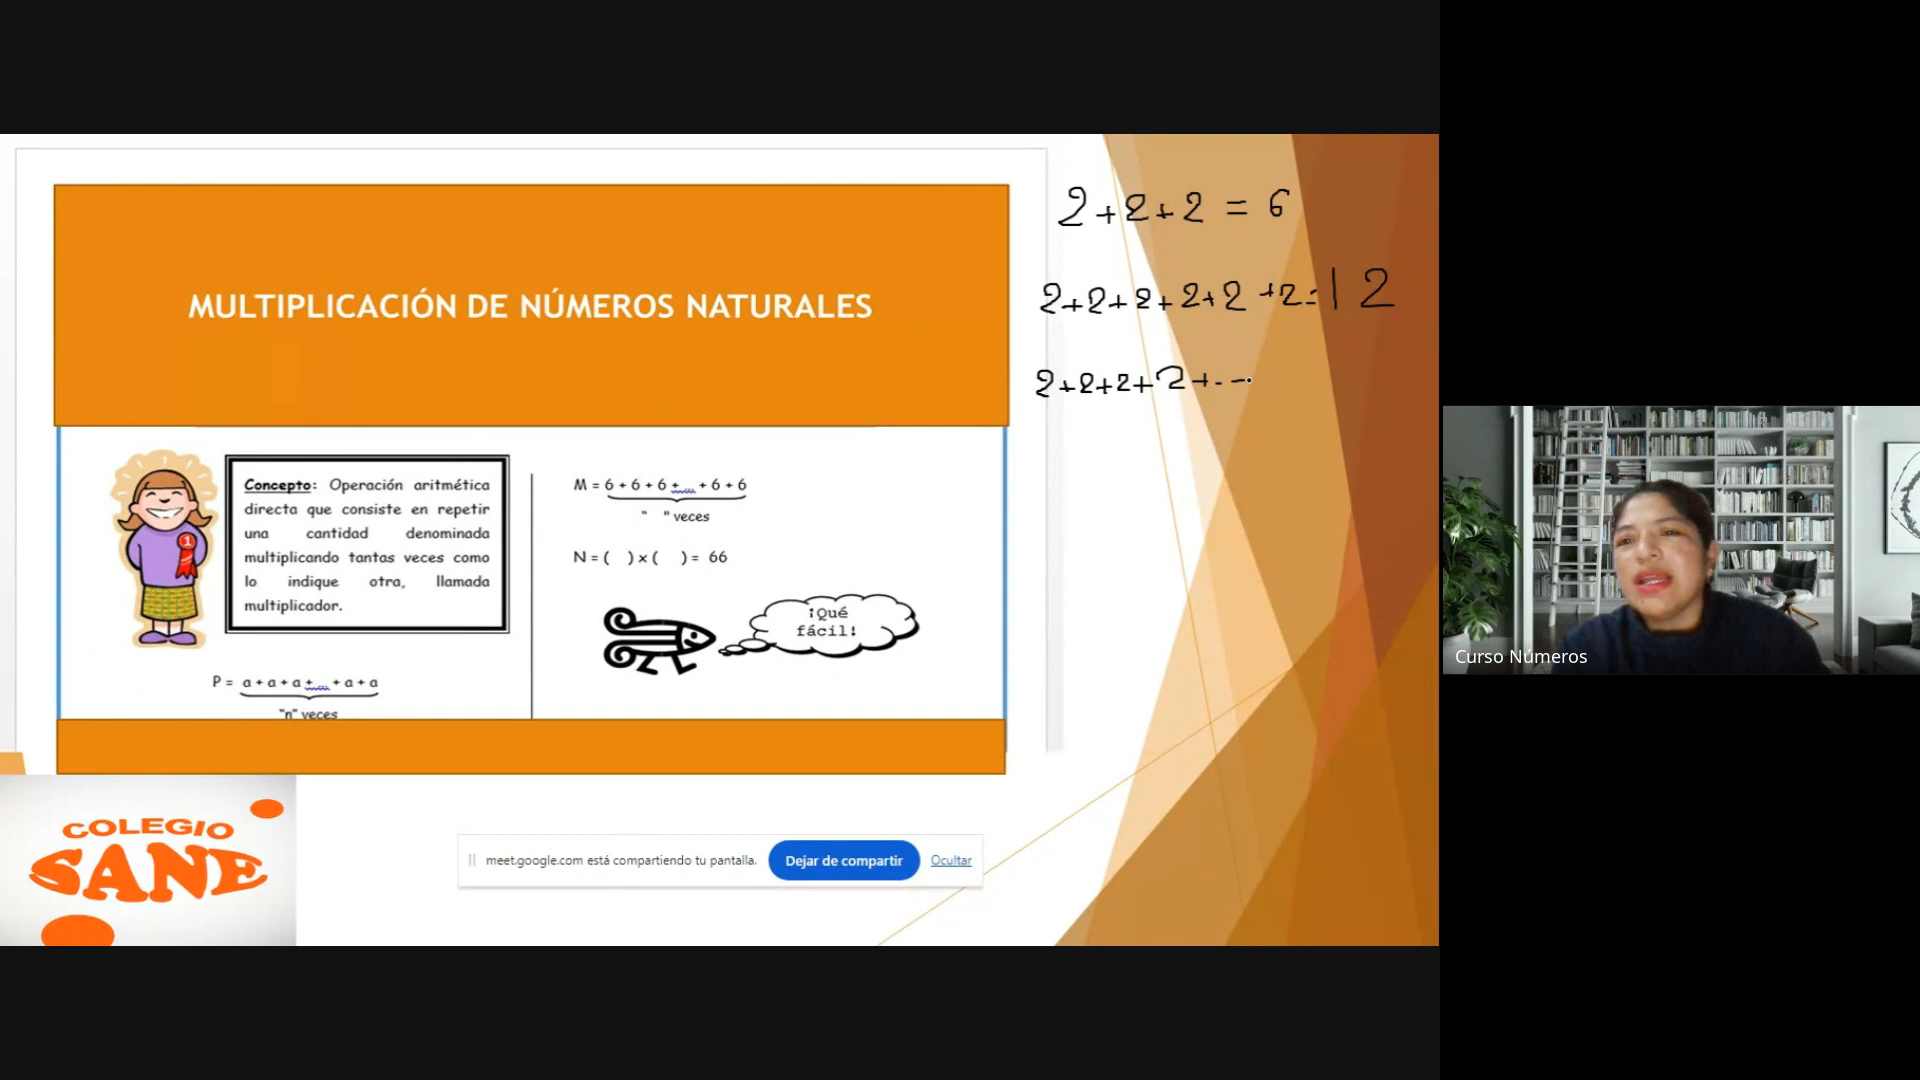 MULTIPLICACIÓN DE NÚMEROS NATURALES
2+2+2 = 6
2+2+2+2+2+2=12
2+2+2+2+...
Concepto: Operación aritmética
directa que consiste en repetir
una cantidad denominada
multiplicando tantas veces como
lo indique otra, llamada
multiplicador.
P = a + a + a + ... + a + a
"n" veces
M = 6 + 6 + 6 + ... + 6 + 6
" " veces
N = ( ) x ( ) = 66
¡Qué
fácil!
1
COLEGIO
SANE
meet.google.com está compartiendo tu pantalla.
Dejar de compartir
Ocultar
Curso Números